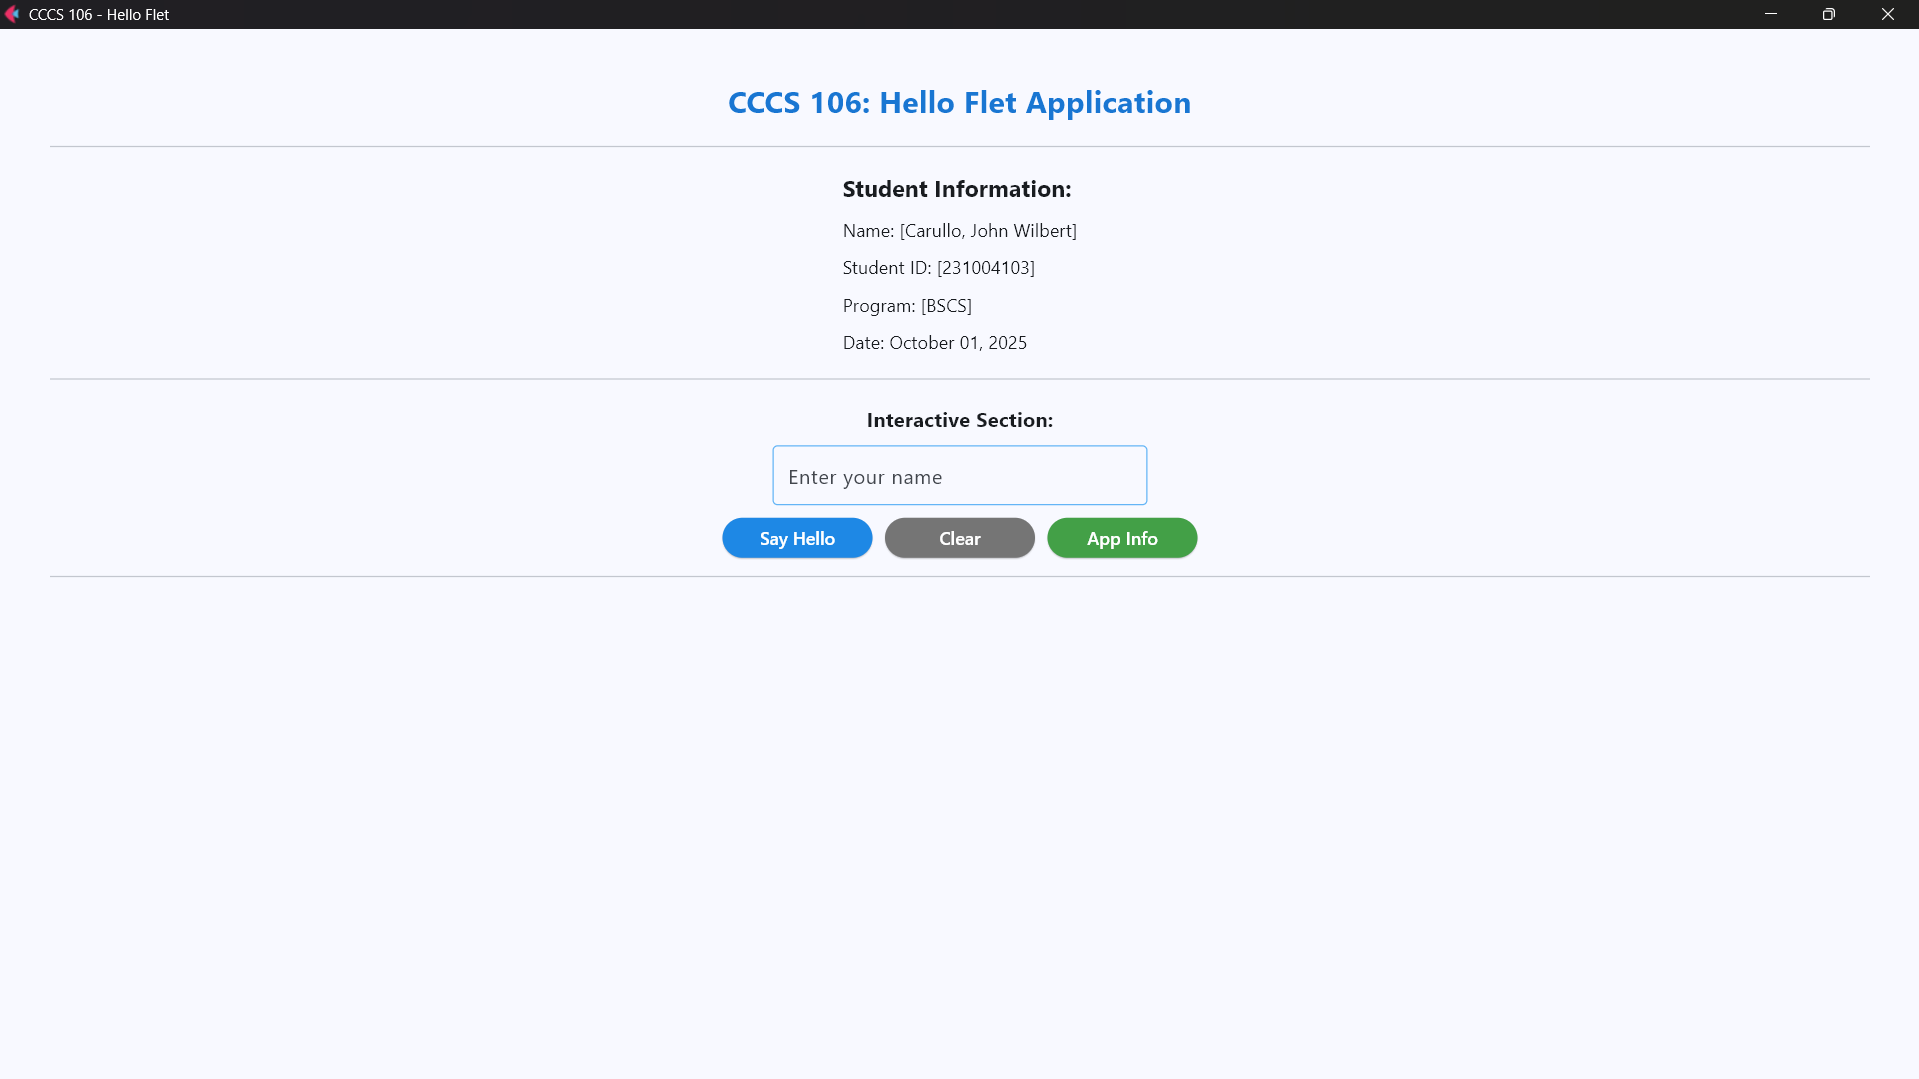 CCCS 106 - Hello Flet
CCCS 106: Hello Flet Application
Student Information:
Name: [Carullo, John Wilbert]
Student ID: [231004103]
Program: [BSCS]
Date: October 01, 2025
Interactive Section:
Enter your name
Say Hello Clear App Info